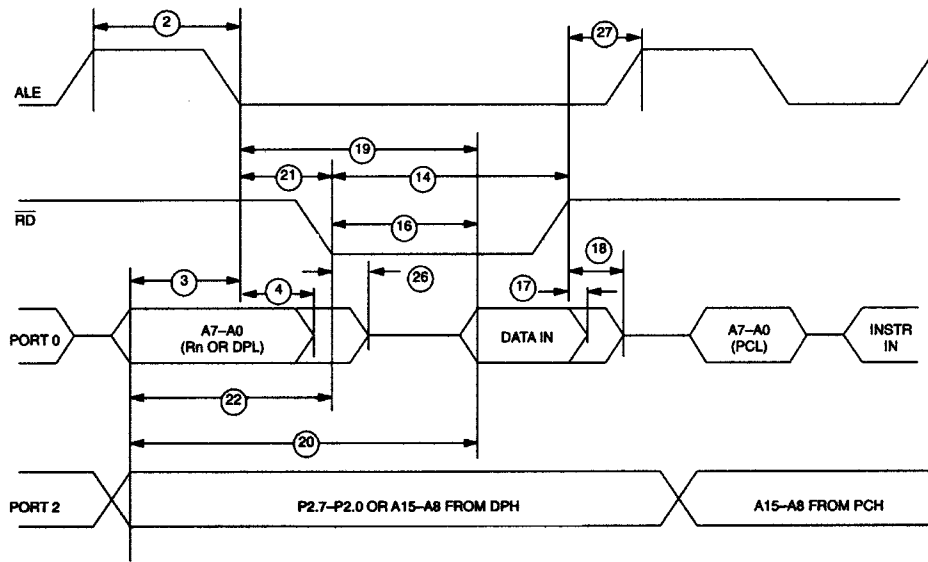 2
27
ALE
19
21
14
RD
16
18
3
4
26
17
PORT 0
A7–A0
(Rn OR DPL)
DATA IN
A7–A0
(PCL)
INSTR
IN
22
20
PORT 2
P2.7–P2.0 OR A15–A8 FROM DPH
A15–A8 FROM PCH